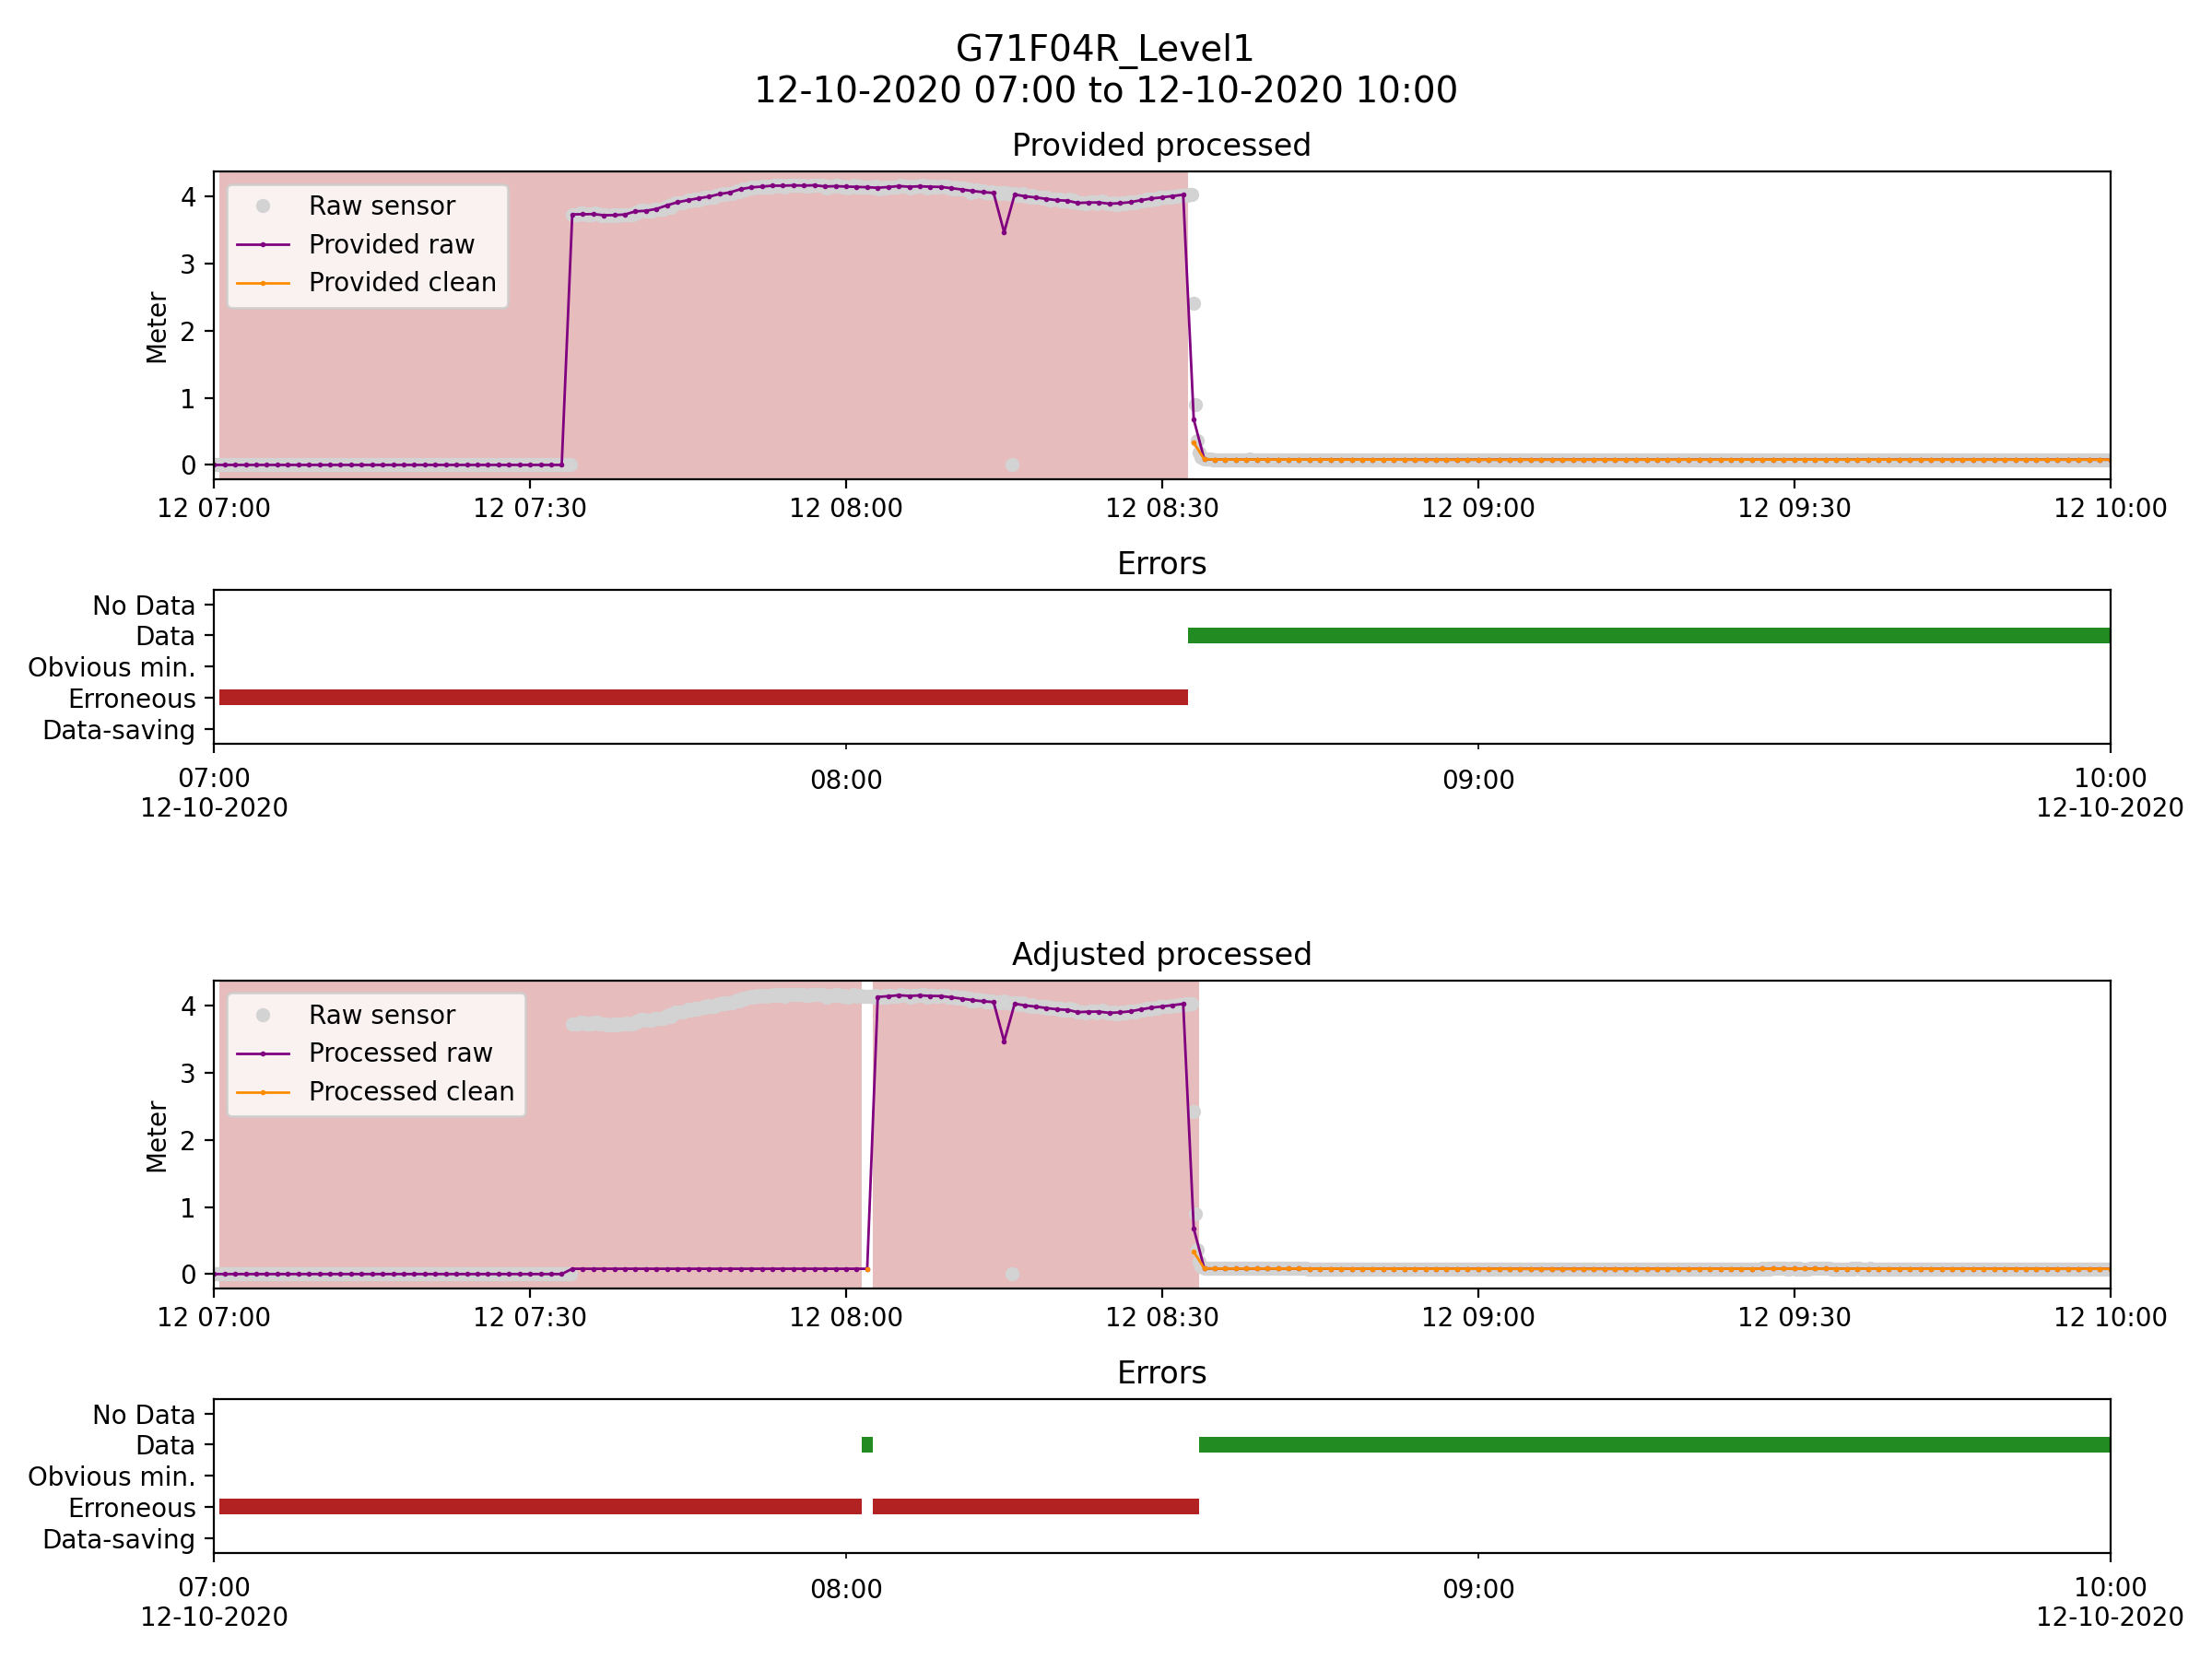 G71F04R_Level1
12-10-2020 07:00 to 12-10-2020 10:00
Provided processed
Meter
4
3
2
1
0
Raw sensor
Provided raw
Provided clean
12 07:00 12 07:30 12 08:00 12 08:30 12 09:00 12 09:30 12 10:00
Errors
No Data
Data
Obvious min.
Erroneous
Data-saving
07:00 08:00 09:00 10:00
12-10-2020 12-10-2020
Adjusted processed
Meter
4
3
2
1
0
Raw sensor
Processed raw
Processed clean
12 07:00 12 07:30 12 08:00 12 08:30 12 09:00 12 09:30 12 10:00
Errors
No Data
Data
Obvious min.
Erroneous
Data-saving
07:00 08:00 09:00 10:00
12-10-2020 12-10-2020